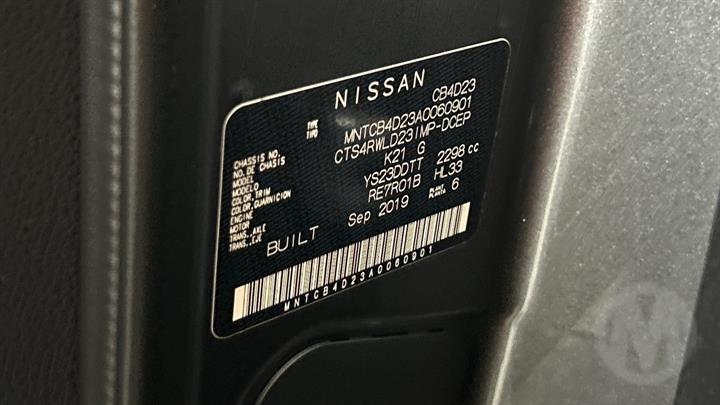 NISSAN
TYPE
TIPO CB4D23
CHASSIS NO.
NO. DE CHASIS MNTCB4D23A0060901
MODEL
MODELO CTS4RWLD23IMP-DCEP
COLOR, TRIM
COLOR, GUARNICION K21 G
ENGINE
MOTOR YS23DDTT 2298 cc
TRANS., AXLE
TRANS., EJE RE7R01B HL33
PLANT
PLANTA 6
BUILT Sep 2019
MNTCB4D23A0060901
M